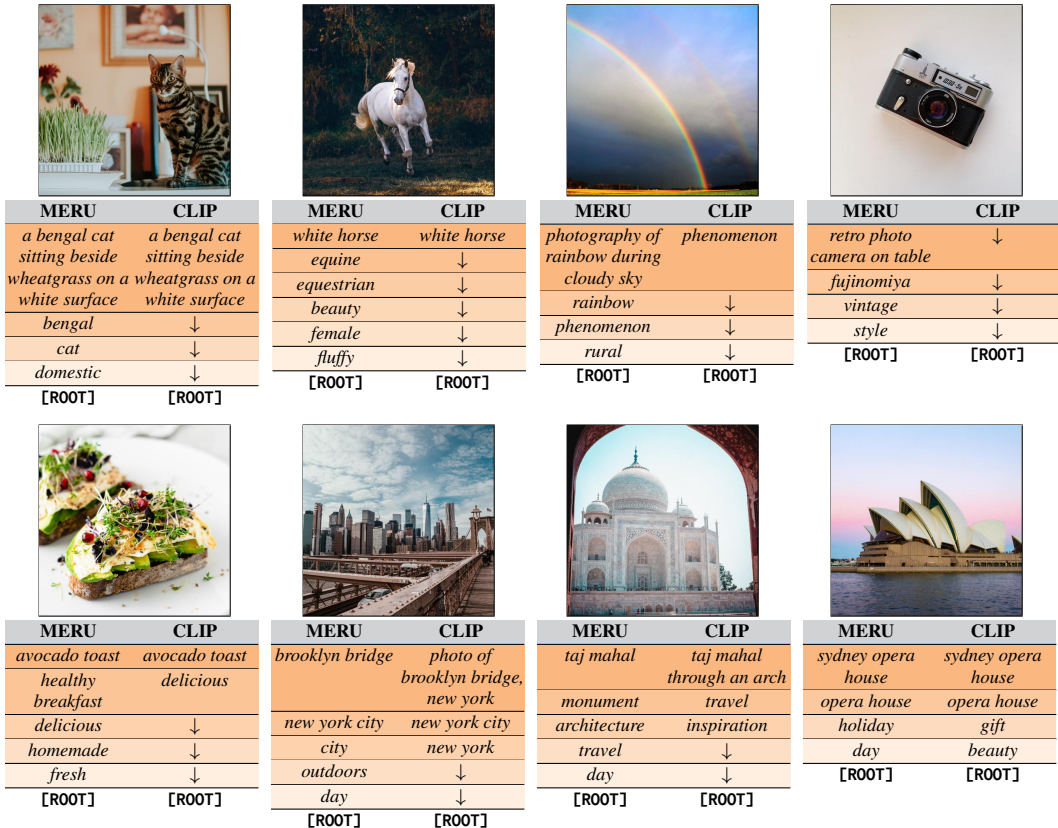 MERU CLIP
a bengal cat a bengal cat
sitting beside sitting beside
wheatgrass on a wheatgrass on a
white surface white surface
bengal ↓
cat ↓
domestic ↓
[ROOT] [ROOT]
MERU CLIP
white horse white horse
equine ↓
equestrian ↓
beauty ↓
female ↓
fluffy ↓
[ROOT] [ROOT]
MERU CLIP
photography of phenomenon
rainbow during
cloudy sky
rainbow ↓
phenomenon ↓
rural ↓
[ROOT] [ROOT]
MERU CLIP
retro photo ↓
camera on table
fujinomiya ↓
vintage ↓
style ↓
[ROOT] [ROOT]
MERU CLIP
avocado toast avocado toast
healthy delicious
breakfast
delicious ↓
homemade ↓
fresh ↓
[ROOT] [ROOT]
MERU CLIP
brooklyn bridge photo of
brooklyn bridge,
new york
new york city new york city
city new york
outdoors ↓
day ↓
[ROOT] [ROOT]
MERU CLIP
taj mahal taj mahal
through an arch
monument travel
architecture inspiration
travel ↓
day ↓
[ROOT] [ROOT]
MERU CLIP
sydney opera sydney opera
house house
opera house opera house
holiday gift
day beauty
[ROOT] [ROOT]